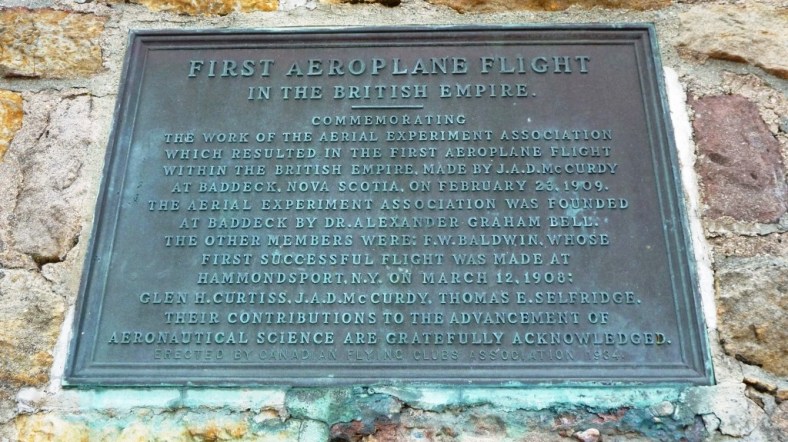 FIRST AEROPLANE FLIGHT
IN THE BRITISH EMPIRE.
COMMEMORATING
THE WORK OF THE AERIAL EXPERIMENT ASSOCIATION
WHICH RESULTED IN THE FIRST AEROPLANE FLIGHT
WITHIN THE BRITISH EMPIRE, MADE BY J.A.D. McCURDY
AT BADDECK, NOVA SCOTIA, ON FEBRUARY 23, 1909.
THE AERIAL EXPERIMENT ASSOCIATION WAS FOUNDED
AT BADDECK BY DR. ALEXANDER GRAHAM BELL.
THE OTHER MEMBERS WERE: F.W. BALDWIN, WHOSE
FIRST SUCCESSFUL FLIGHT WAS MADE AT
HAMMONDSPORT, N.Y. ON MARCH 12, 1908:
GLEN H. CURTISS, J.A.D. McCURDY, THOMAS E. SELFRIDGE.
THEIR CONTRIBUTIONS TO THE ADVANCEMENT OF
AERONAUTICAL SCIENCE ARE GRATEFULLY ACKNOWLEDGED.
ERECTED BY CANADIAN FLYING CLUBS ASSOCIATION 1934.